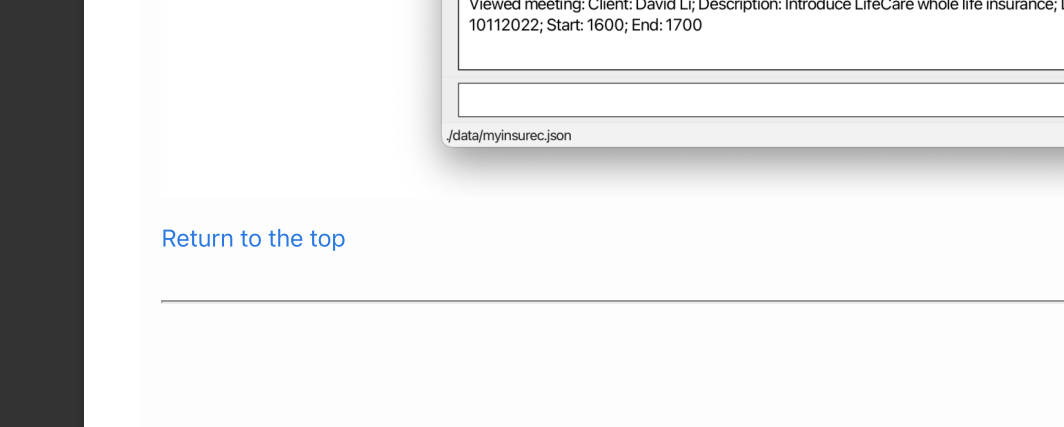 Viewed meeting: Client: David Li; Description: Introduce LifeCare whole life insurance;
10112022; Start: 1600; End: 1700
./data/myinsurec.json
Return to the top